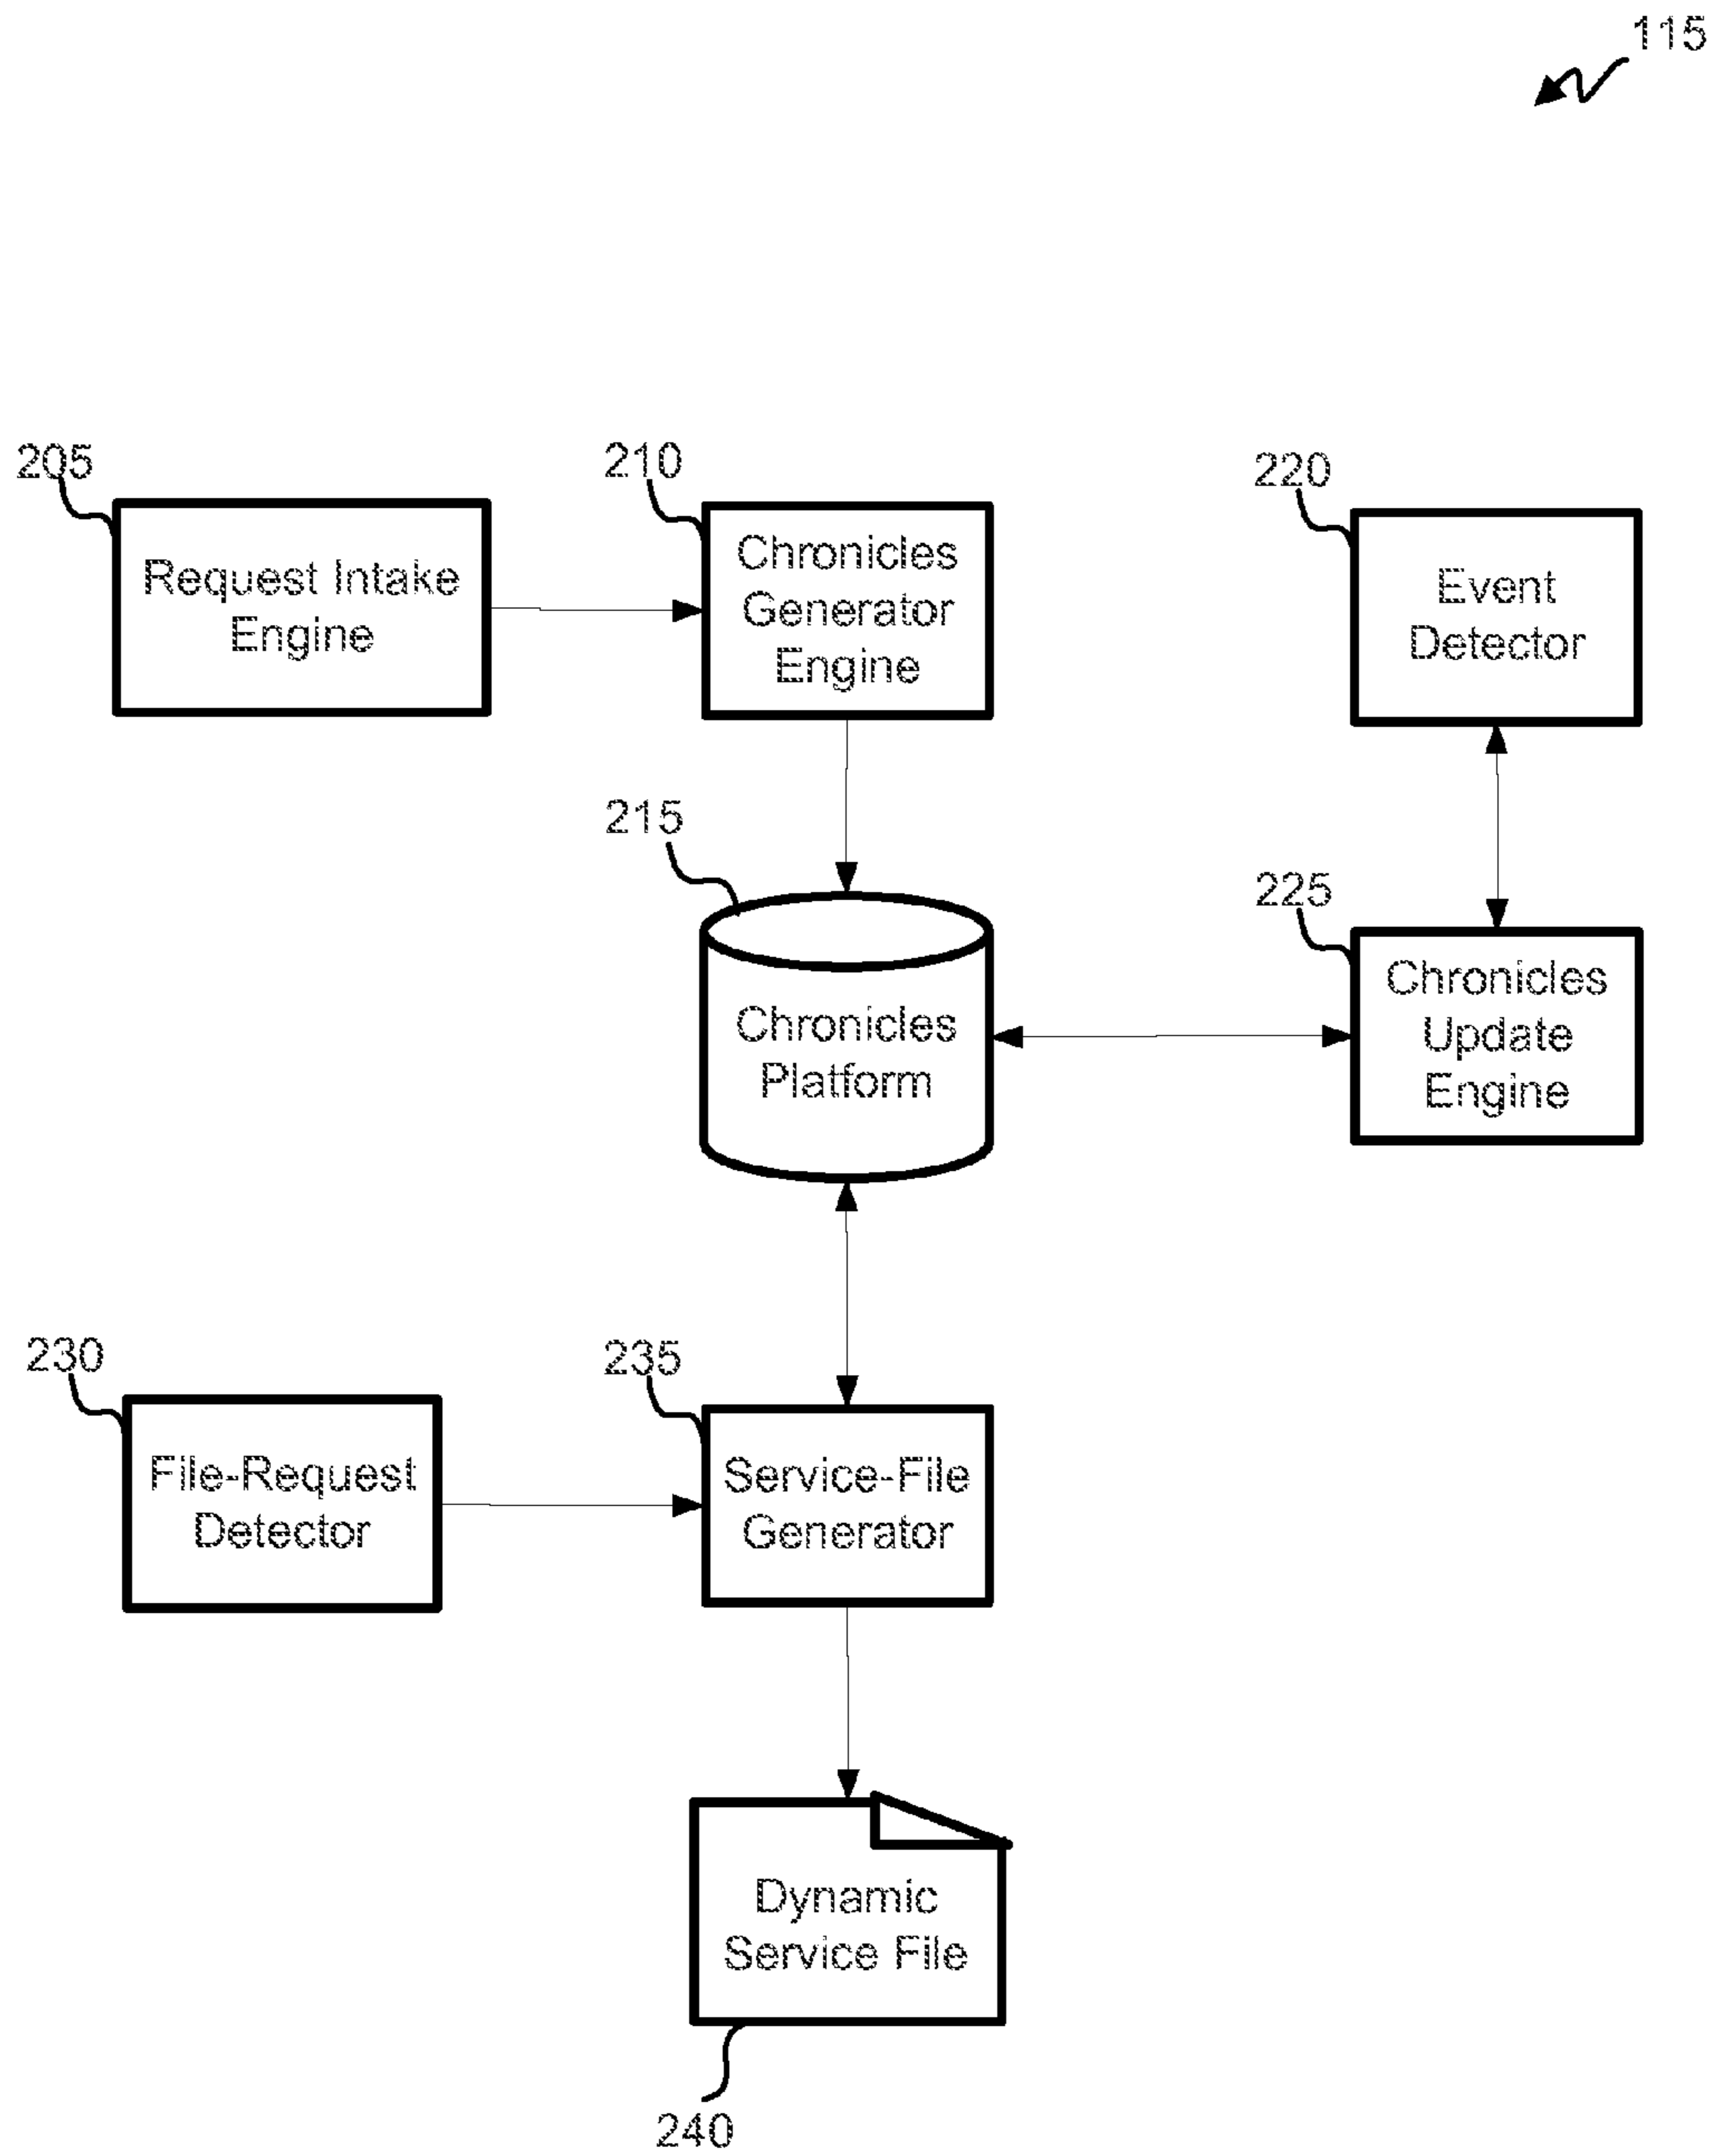 115
205
Request Intake
Engine
210
Chronicles
Generator
Engine
220
Event
Detector
215
Chronicles
Platform
225
Chronicles
Update
Engine
230
File-Request
Detector
235
Service-File
Generator
Dynamic
Service File
240